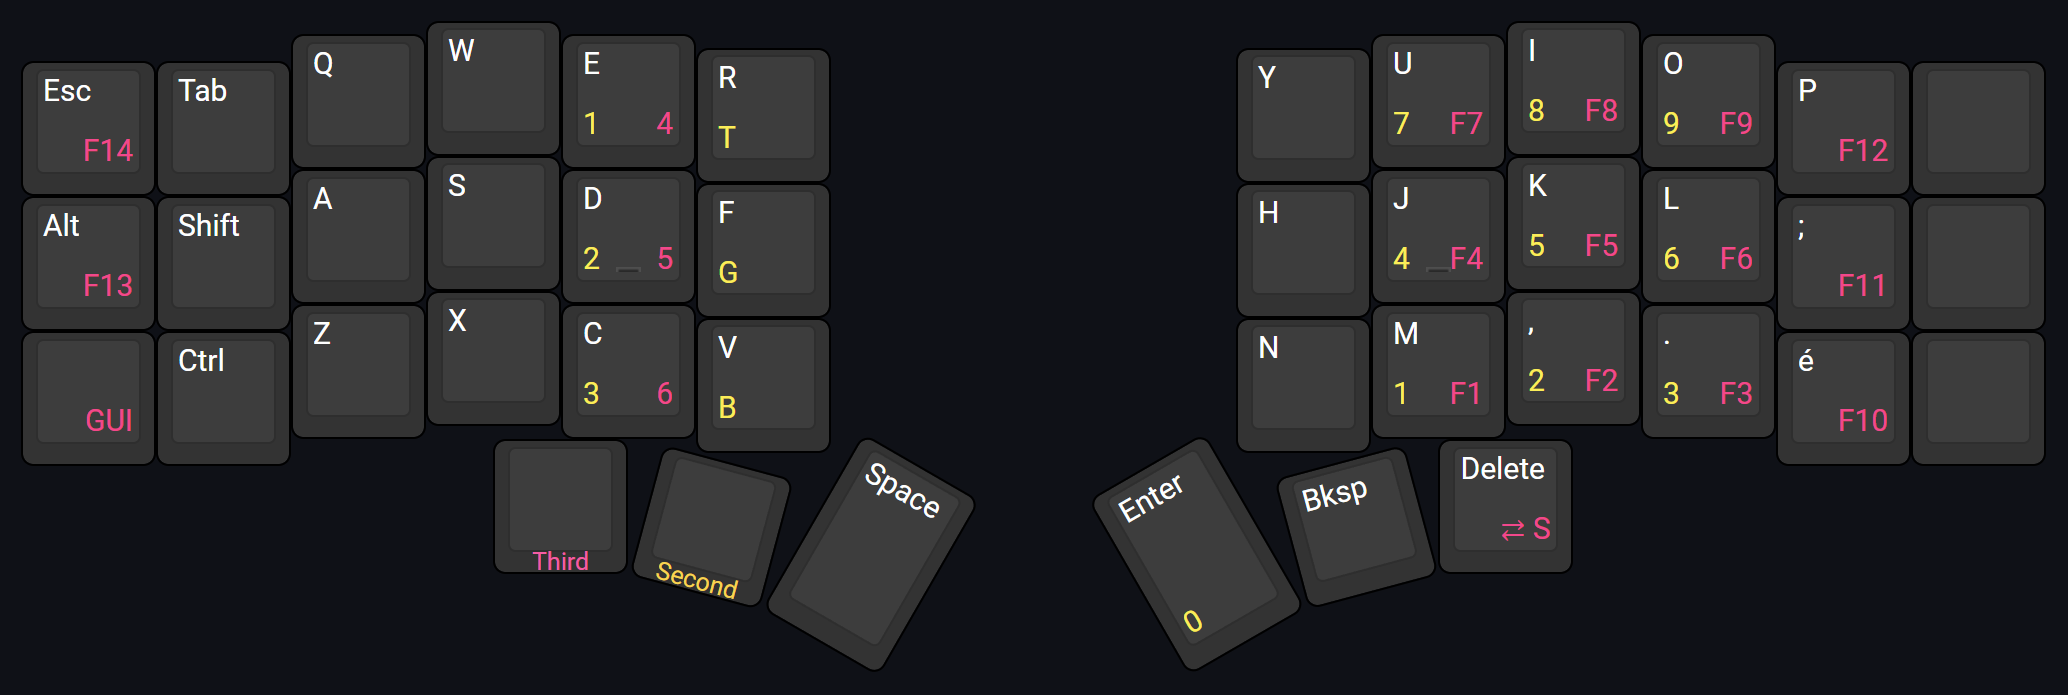 Esc
F14
Tab
Q
W
E
1 4
R
T
Y
U
7 F7
I
8 F8
O
9 F9
P
F12
Alt
F13
Shift
A
S
D
2 5
F
G
H
J
4 F4
K
5 F5
L
6 F6
;
F11
GUI
Ctrl
Z
X
C
3 6
V
B
N
M
1 F1
,
2 F2
.
3 F3
é
F10
Third
Second
Space
Enter
0
Bksp
Delete
⇄ S